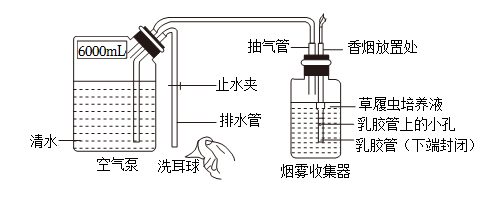 6000mL
抽气管
香烟放置处
止水夹
草履虫培养液
排水管
乳胶管上的小孔
清水
乳胶管（下端封闭）
空气泵
洗耳球
烟雾收集器